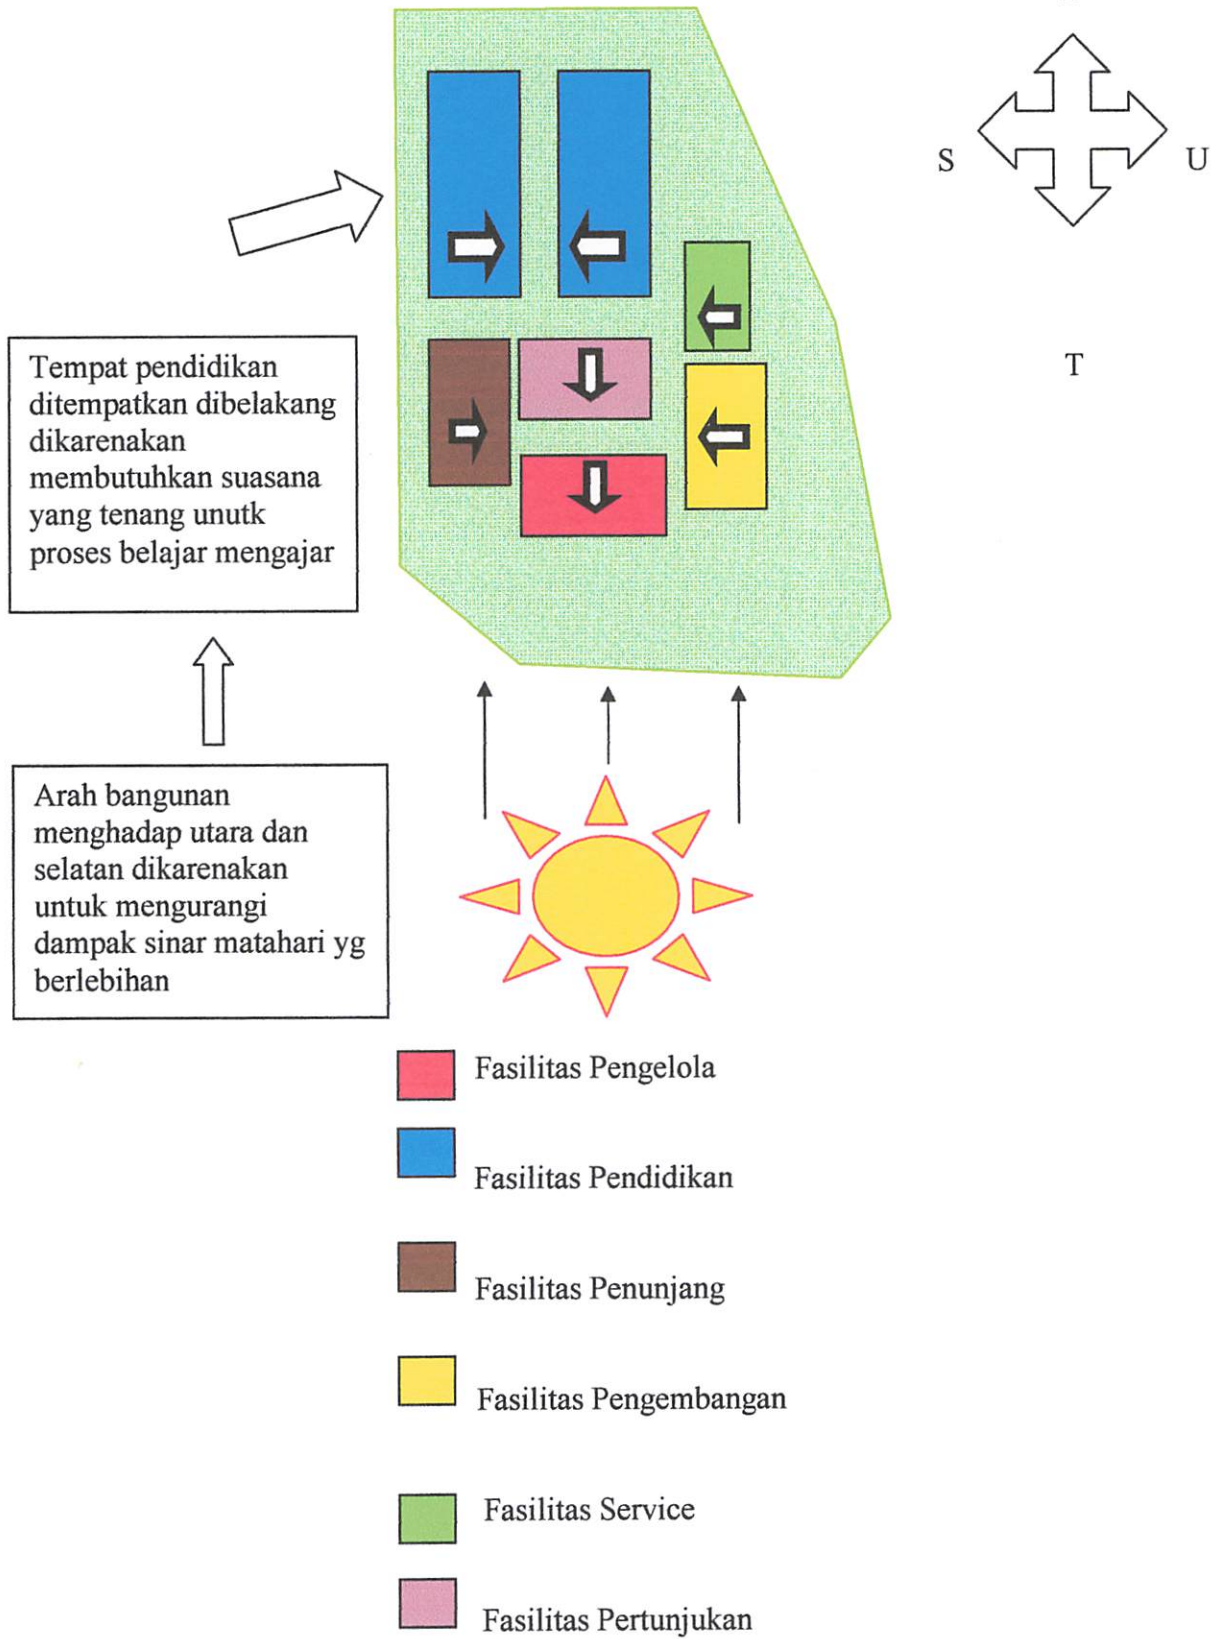 S
U
T
Tempat pendidikan
ditempatkan dibelakang
dikarenakan
membutuhkan suasana
yang tenang unutk
proses belajar mengajar
Arah bangunan
menghadap utara dan
selatan dikarenakan
untuk mengurangi
dampak sinar matahari yg
berlebihan
Fasilitas Pengelola
Fasilitas Pendidikan
Fasilitas Penunjang
Fasilitas Pengembangan
Fasilitas Service
Fasilitas Pertunjukan